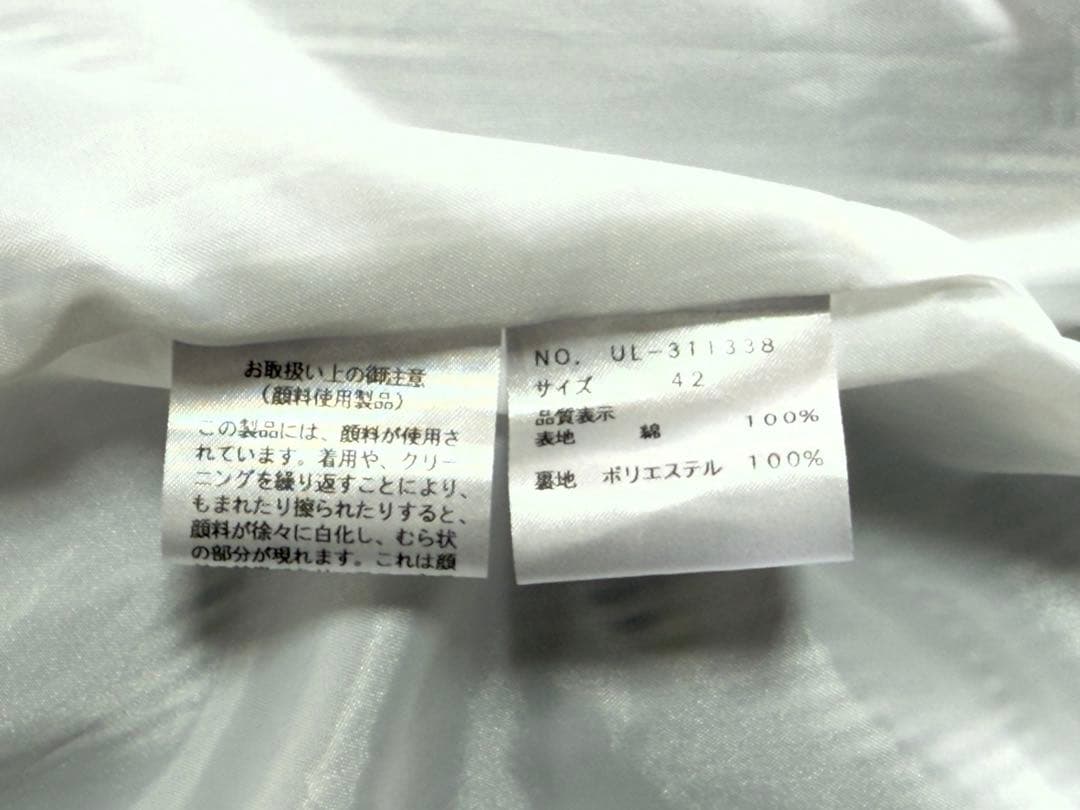 お取扱い上の御注意
(顔料使用製品)
この製品には、顔料が使用さ
れています。着用や、クリー
ニングを繰り返すことにより、
もまれたり擦られたりすると、
顔料が徐々に白化し、むら状
の部分が現れます。これは顔
NO. UL-311338
サイズ 42
品質表示
表地 綿 100%
裏地 ポリエステル 100%